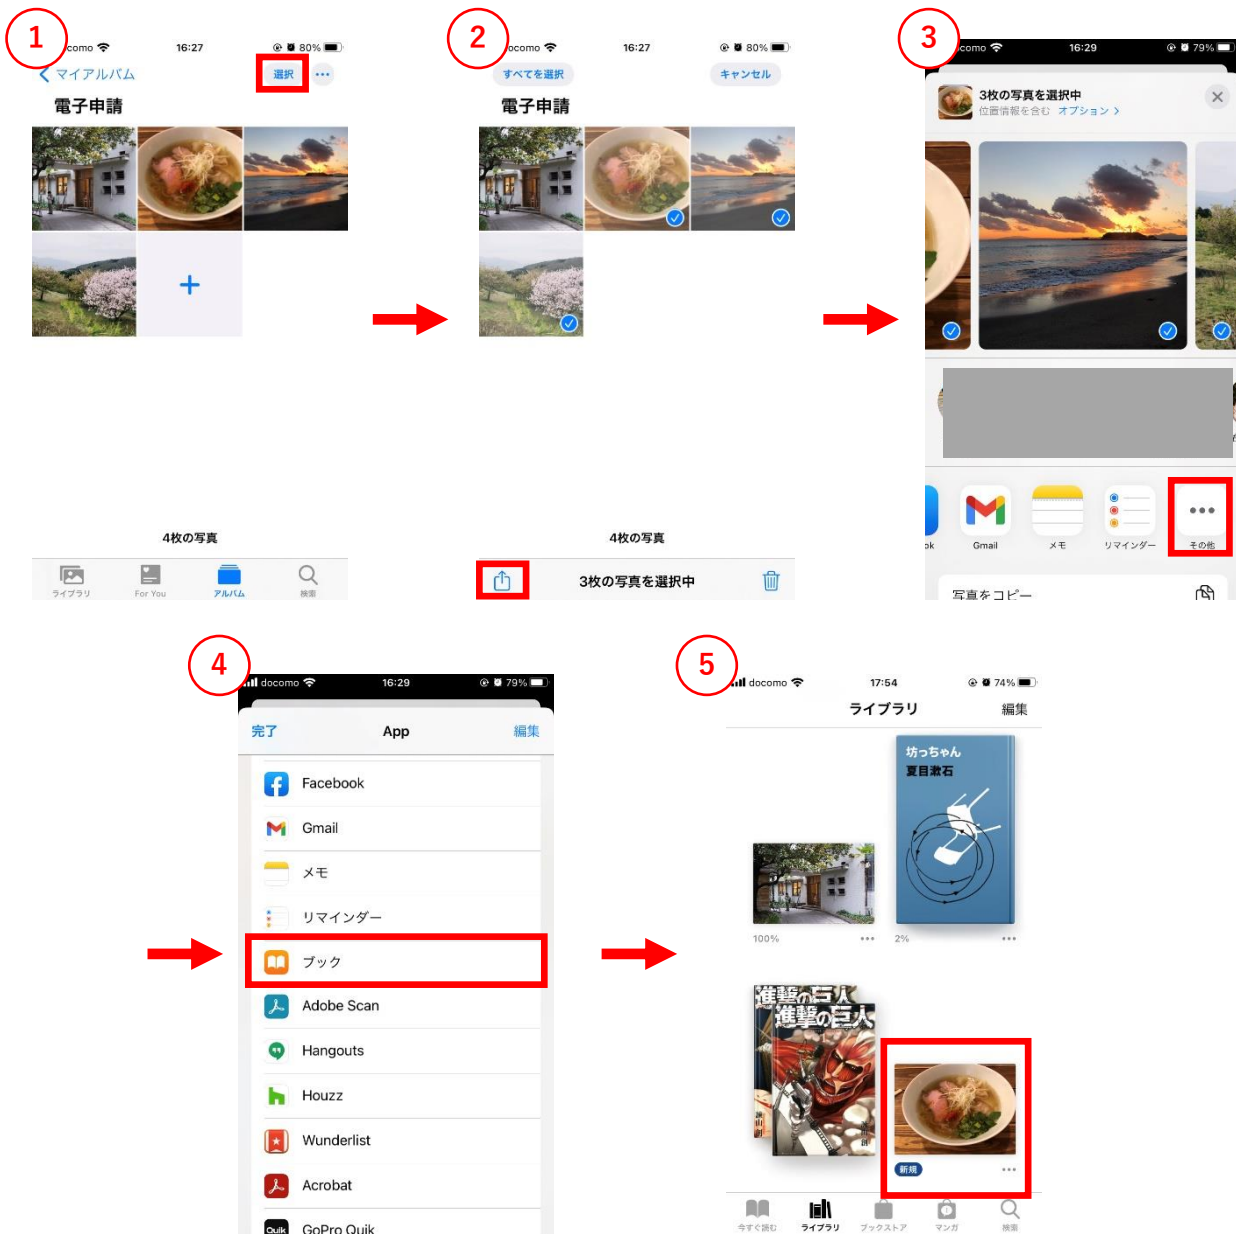 1
como
16:27
80%
マイアルバム
選択
電子申請
4枚の写真
ライブラリ
For You
アルバム
検索
2
ocomo
16:27
80%
すべてを選択
キャンセル
電子申請
4枚の写真
3枚の写真を選択中
3
como
16:29
79%
3枚の写真を選択中
位置情報を含む オプション
ok
Gmail
メモ
リマインダー
その他
写真をコピー
4
docomo
16:29
79%
完了
App
編集
Facebook
Gmail
メモ
リマインダー
ブック
Adobe Scan
Hangouts
Houzz
Wunderlist
Acrobat
Quik
GoPro Quik
5
docomo
17:54
74%
ライブラリ
編集
坊っちゃん
夏目漱石
100%
2%
進撃の巨人
進撃の巨人
諫山創
新規
今すぐ読む
ライブラリ
ブックストア
マンガ
検索